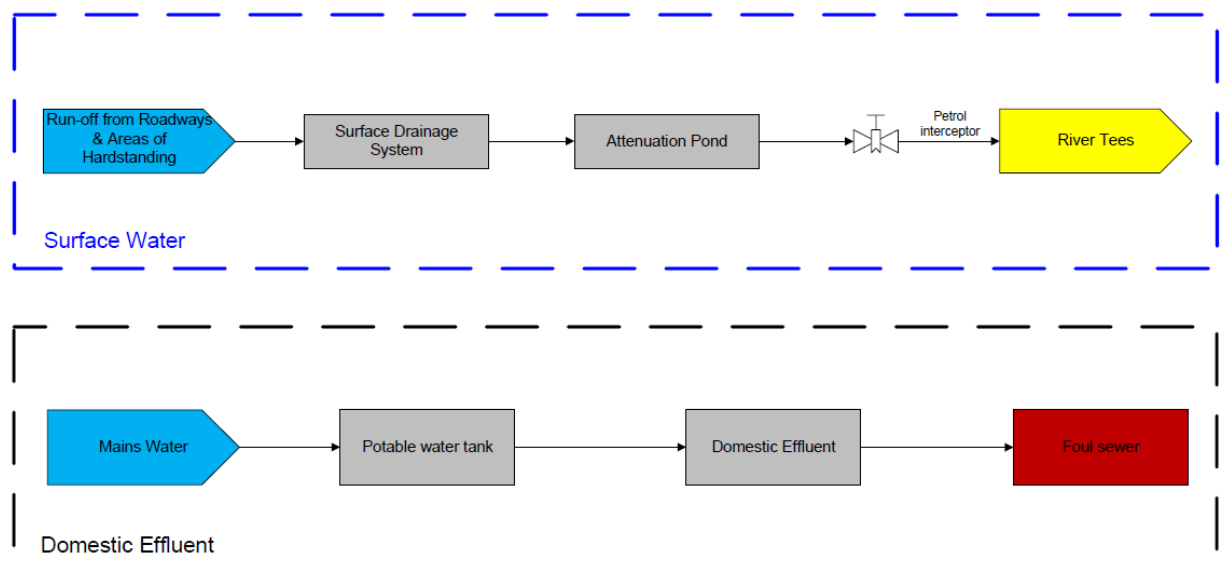 Run-off from Roadways
& Areas of
Hardstanding
Surface Drainage
System
Attenuation Pond
Petrol
interceptor
River Tees
Surface Water
Mains Water
Potable water tank
Domestic Effluent
Foul sewer
Domestic Effluent